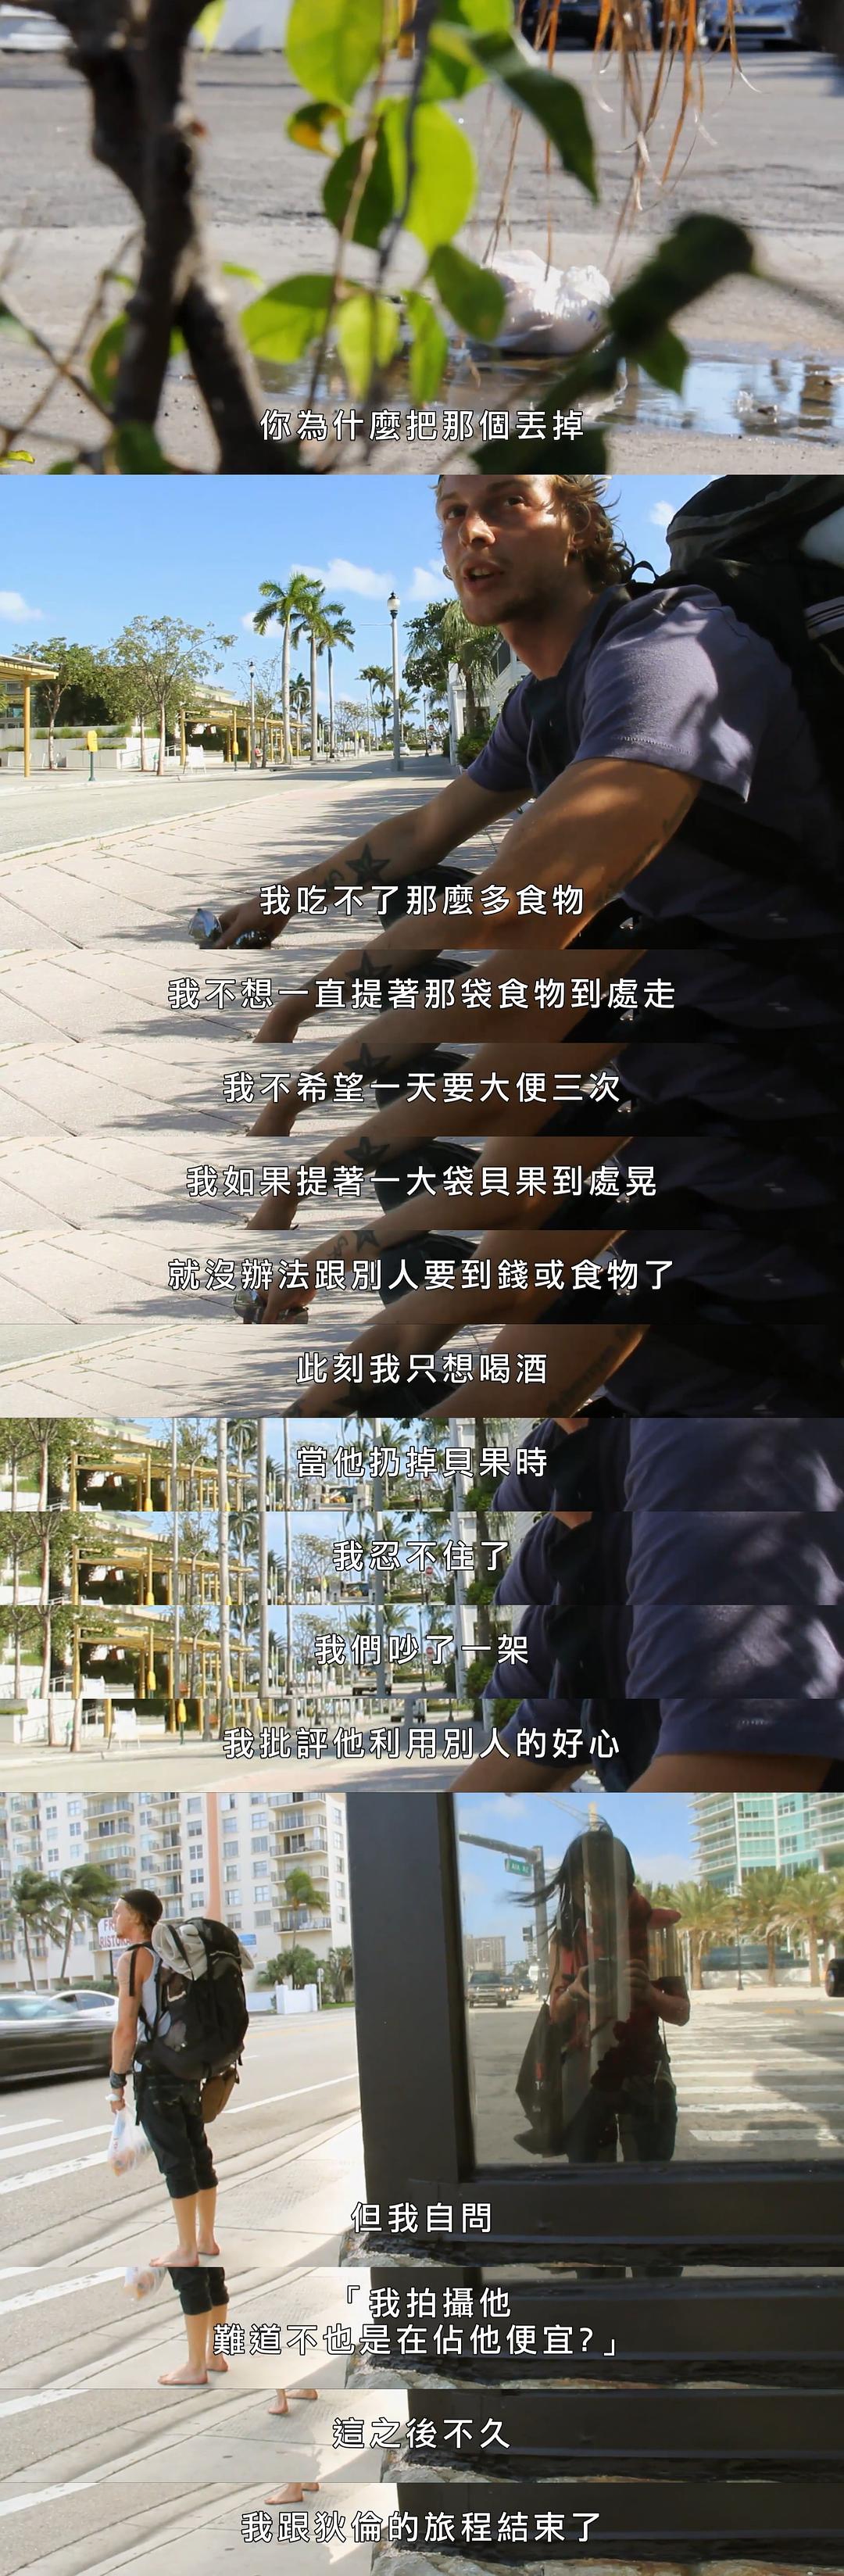 你為什麼把那個丟掉
我吃不了那麼多食物
我不想一直提著那袋食物到處走
我不希望一天要大便三次
我如果提著一大袋貝果到處晃
就沒辦法跟別人要到錢或食物了
此刻我只想喝酒
當他扔掉貝果時
我忍不住了
我們吵了一架
我批評他利用別人的好心
但我自問
「我拍攝他
難道不也是在佔他便宜?」
這之後不久
我跟狄倫的旅程結束了